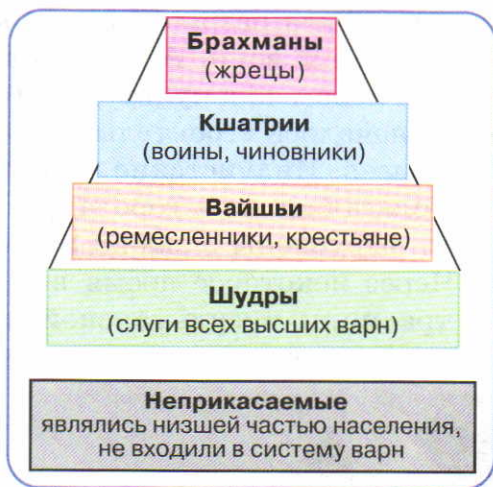 Брахманы
(жрецы)
Кшатрии
(воины, чиновники)
Вайшьи
(ремесленники, крестьяне)
Шудры
(слуги всех высших варн)
Неприкасаемые
являлись низшей частью населения,
не входили в систему варн